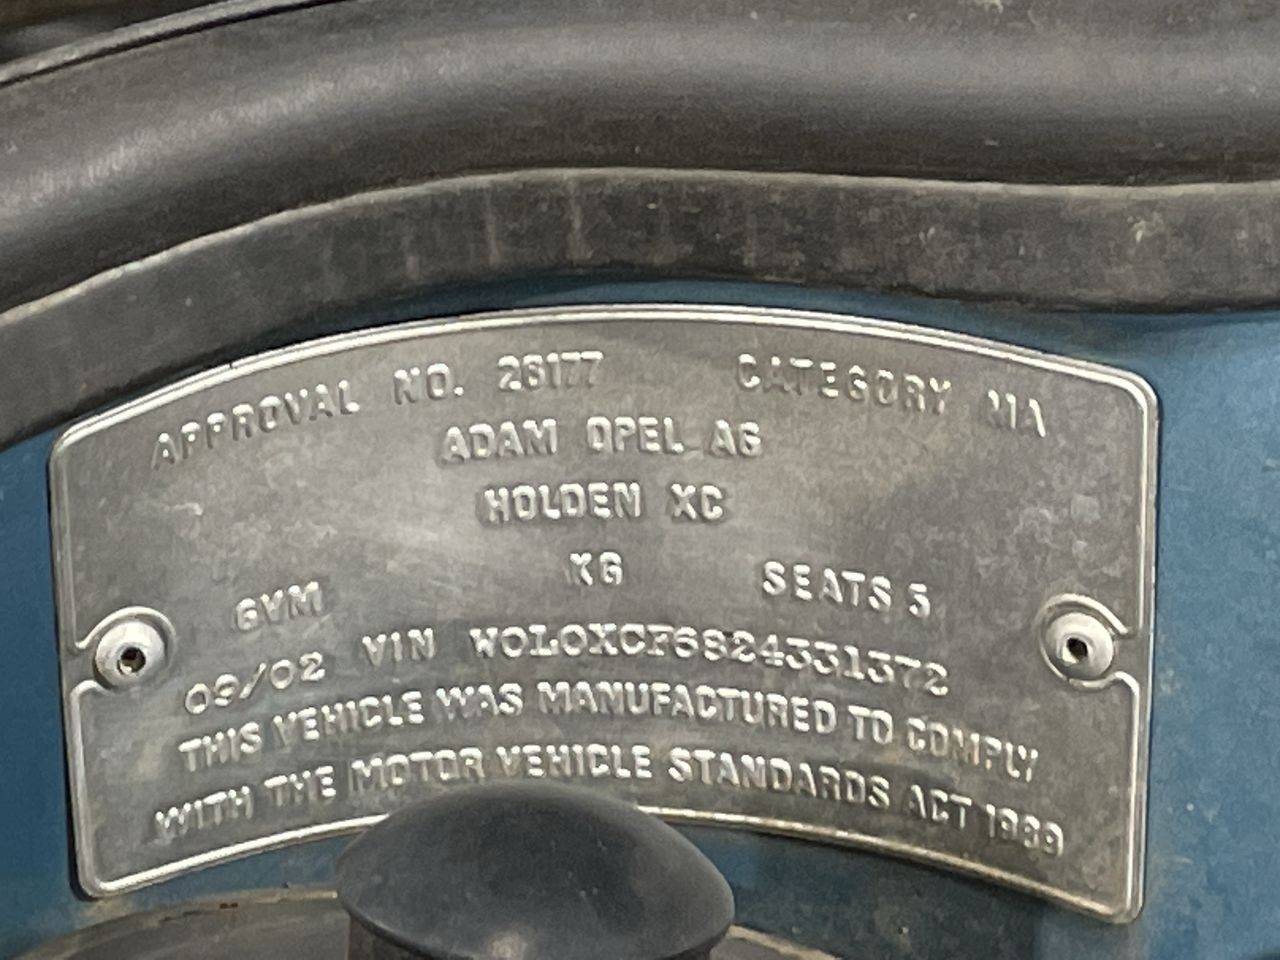 APPROVAL NO. 26177 CATEGORY MA
ADAM OPEL AG
HOLDEN XC
GVM KG SEATS 5
09/02 VIN W0L0XCF6824331372
THIS VEHICLE WAS MANUFACTURED TO COMPLY
WITH THE MOTOR VEHICLE STANDARDS ACT 1989